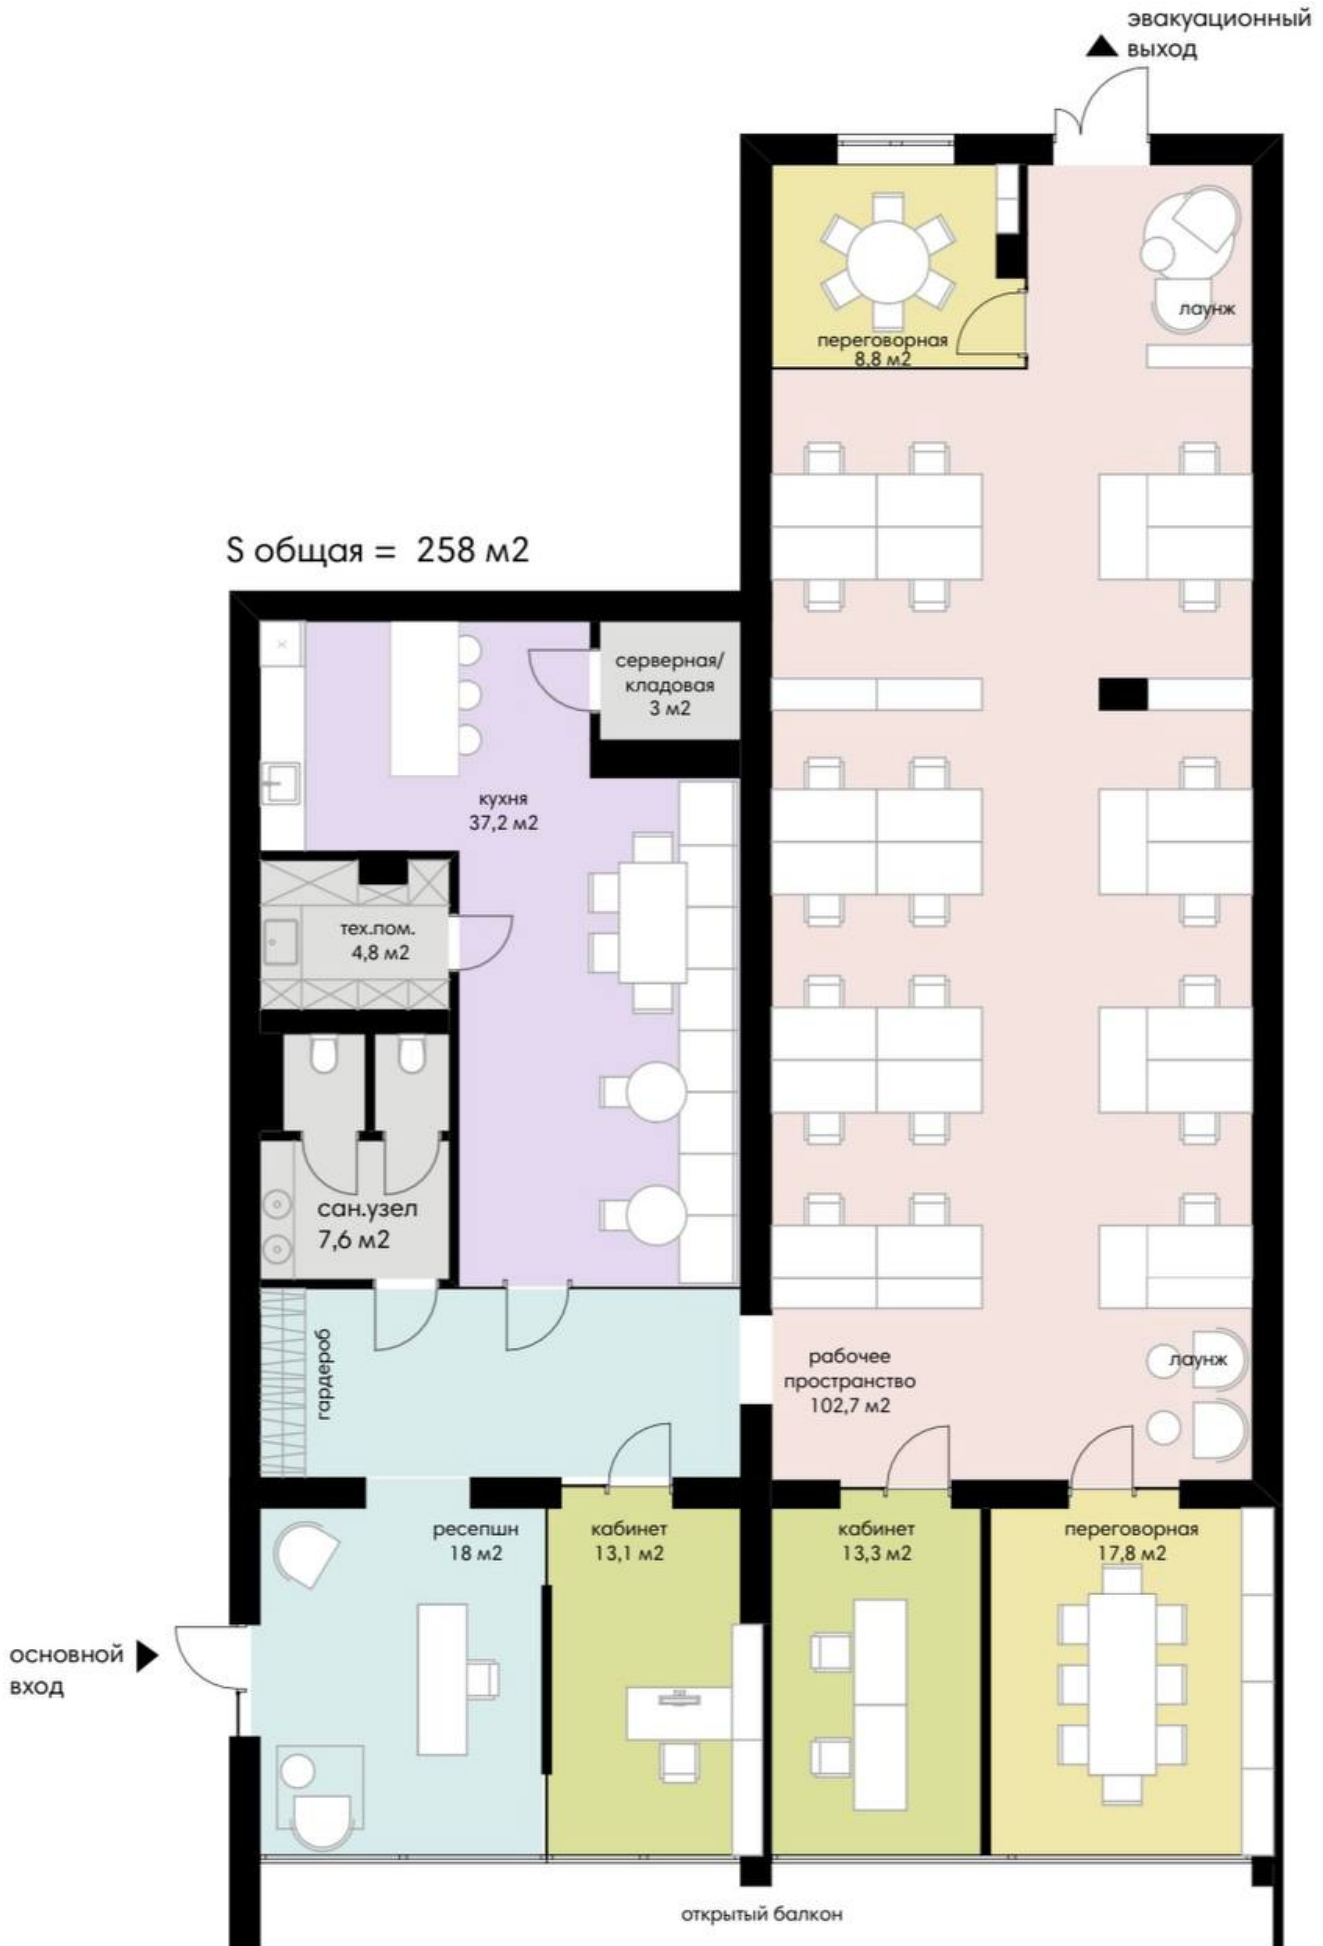 эвакуационный
выход
переговорная
8,8 м2
лаунж
S общая = 258 м2
серверная/
кладовая
3 м2
кухня
37,2 м2
тех.пом.
4,8 м2
сан.узел
7,6 м2
гардероб
рабочее
пространство
102,7 м2
лаунж
ресепшн
18 м2
кабинет
13,1 м2
кабинет
13,3 м2
переговорная
17,8 м2
основной
вход
открытый балкон